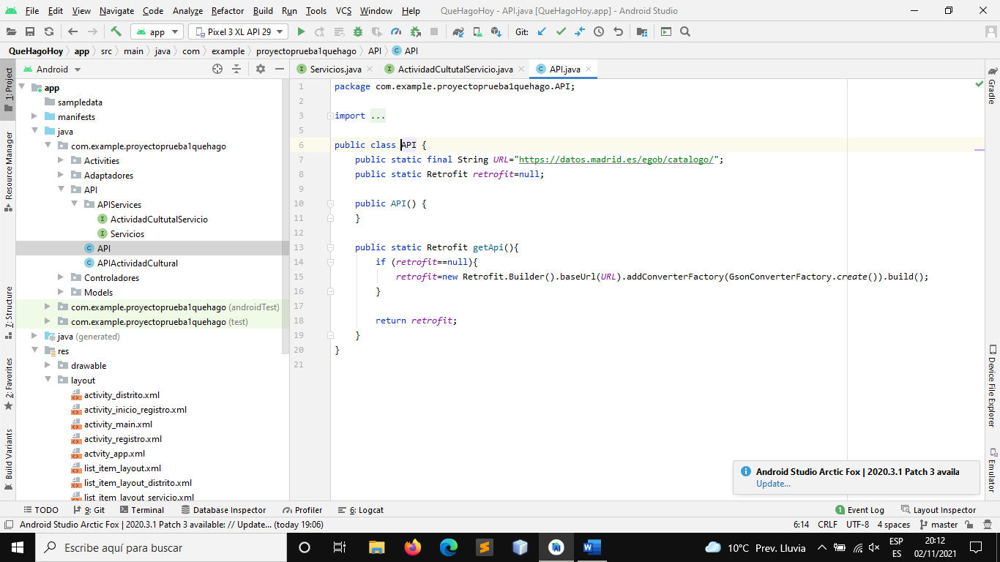 File Edit View Navigate Code Analyze Refactor Build Run Tools VCS Window Help QueHagoHoy - API.java [QueHagoHoy.app] - Android Studio
app Pixel 3 XL API 29 Git:
QueHagoHoy app src main java com example proyectoprueba1quehago API API
1: Project
Resource Manager
7: Structure
2: Favorites
Build Variants
Android
app
sampledata
manifests
java
com.example.proyectoprueba1quehago
Activities
Adaptadores
API
APIServices
ActividadCultutalServicio
Servicios
API
APIActividadCultural
Controladores
Models
com.example.proyectoprueba1quehago (androidTest)
com.example.proyectoprueba1quehago (test)
java (generated)
res
drawable
layout
activity_distrito.xml
activity_inicio_registro.xml
activity_main.xml
activity_registro.xml
actvity_app.xml
list_item_layout.xml
list_item_layout_distrito.xml
list_item_layout_servicio.xml
Servicios.java ActividadCultutalServicio.java API.java
1 package com.example.proyectoprueba1quehago.API;
2
3 import ...
5
6 public class API {
7 public static final String URL="https://datos.madrid.es/egob/catalogo/";
8 public static Retrofit retrofit=null;
9
10 public API() {
11 }
12
13 public static Retrofit getApi(){
14 if (retrofit==null){
15 retrofit=new Retrofit.Builder().baseUrl(URL).addConverterFactory(GsonConverterFactory.create()).build();
16 }
17
18 return retrofit;
19 }
20 }
21
Gradle
Device File Explorer
Emulator
Android Studio Arctic Fox | 2020.3.1 Patch 3 availa
Update...
TODO 9: Git Terminal Database Inspector Profiler 6: Logcat 1 Event Log Layout Inspector
Android Studio Arctic Fox | 2020.3.1 Patch 3 available: // Update... (today 19:06) 6:14 CRLF UTF-8 4 spaces master
Escribe aquí para buscar 10°C Prev. Lluvia ESP ES 20:12 02/11/2021